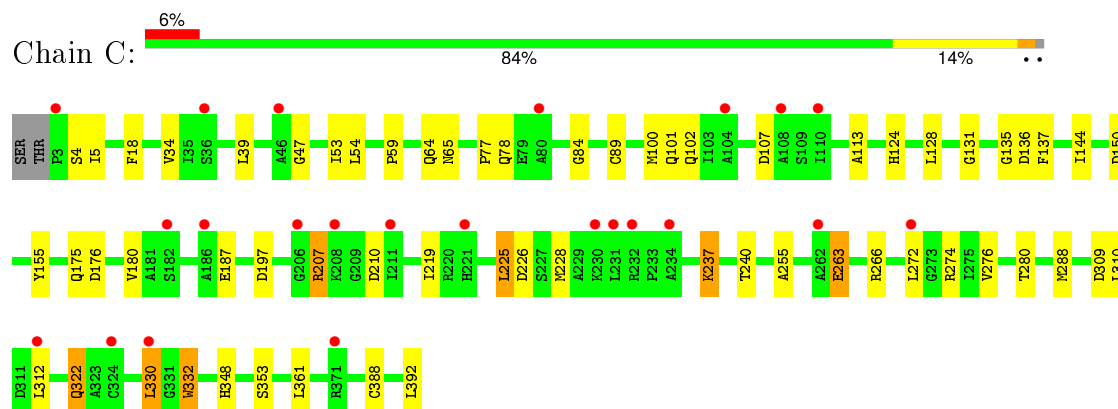 6%
Chain C:
84% 14% . .
SER THR P3 S4 I5 F18 V34 I35 S36 L39 A46 G47 I53 L54 P59 Q64 N65 P77 Q78 E79 A80 G84 C89 M100 Q101 Q102 I103 A104 D107 A108 S109 I110 A113 H124 L128 G131 G135 D136 F137 I144 D150
Y155 Q175 D176 V180 A181 S182 A186 E187 D197 G206 R207 K208 G209 D210 I211 I219 R220 H221 L225 D226 S227 M228 A229 K230 L231 R232 P233 A234 K237 T240 A255 A262 E263 R266 L272 G273 R274 I275 V276 T280 M288 D309 L310
D311 L312 Q322 A323 C324 L330 G331 W332 H348 S353 L361 R371 C388 L392